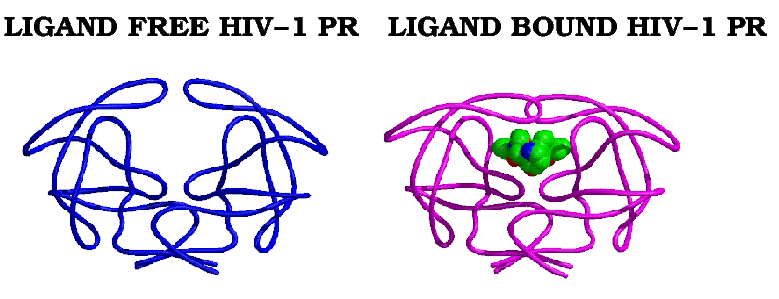 LIGAND FREE HIV−1 PR
LIGAND BOUND HIV−1 PR